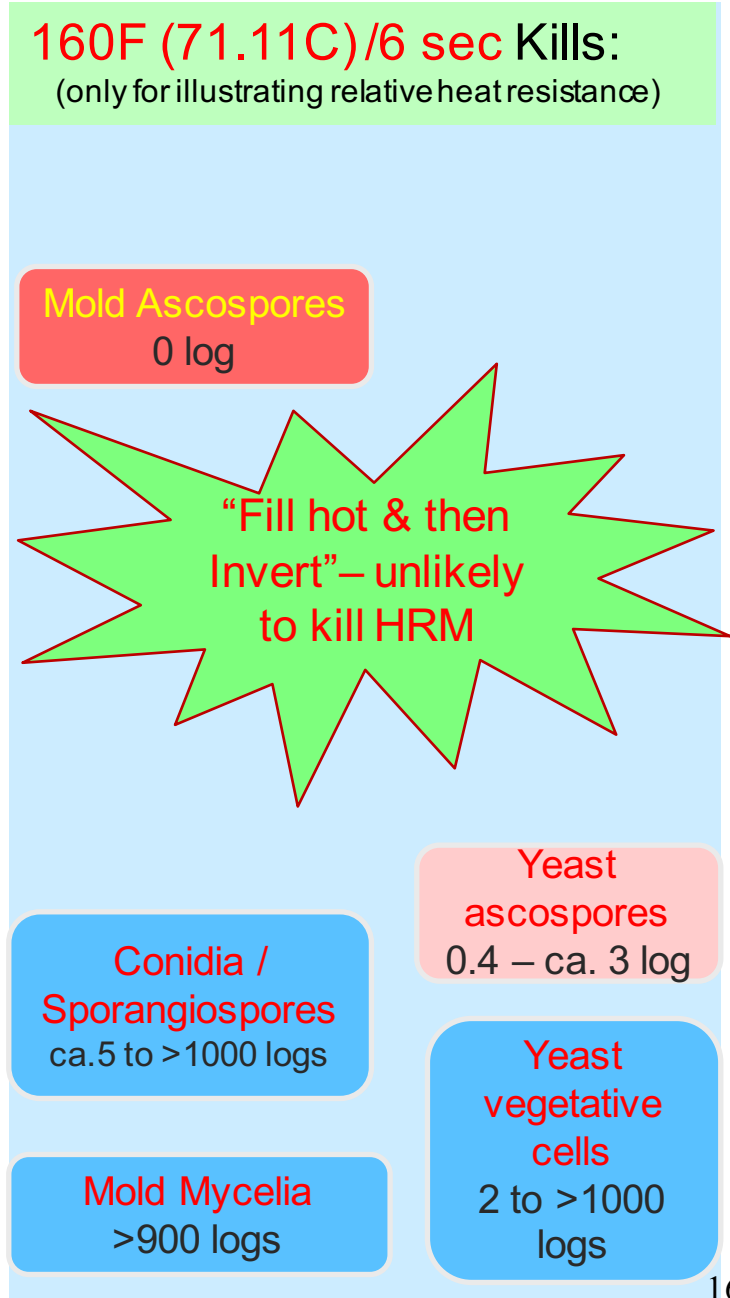 160F (71.11C)/6 sec Kills:
(only for illustrating relative heat resistance)
Mold Ascospores
0 log
“Fill hot & then
Invert”– unlikely
to kill HRM
Yeast
ascospores
0.4 – ca. 3 log
Conidia /
Sporangiospores
ca.5 to >1000 logs
Yeast
vegetative
cells
2 to >1000
logs
Mold Mycelia
>900 logs
16